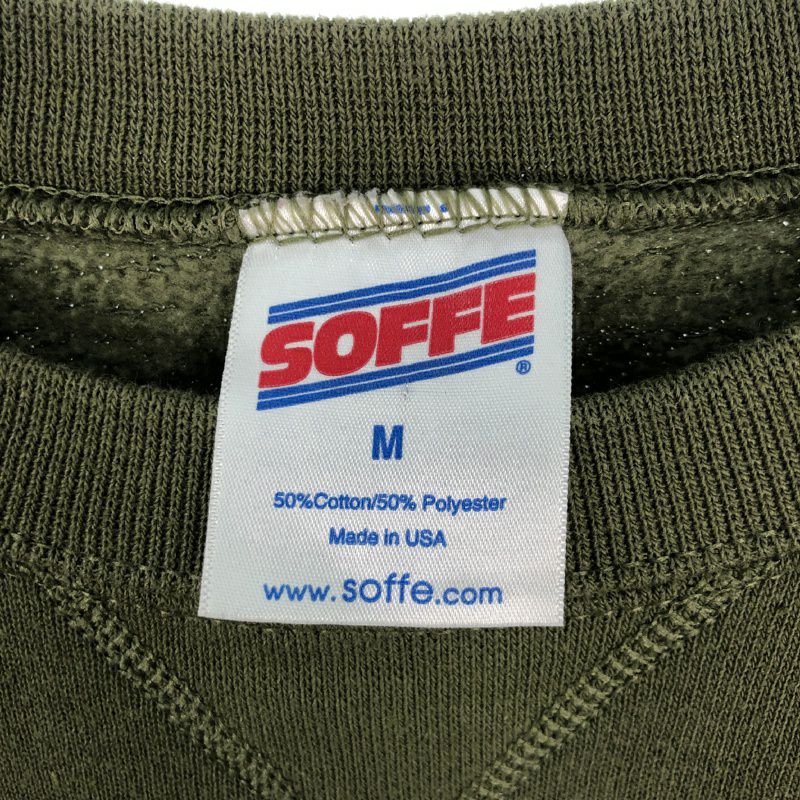 SOFFE
®
M
50%Cotton/50% Polyester
Made in USA
www.soffe.com